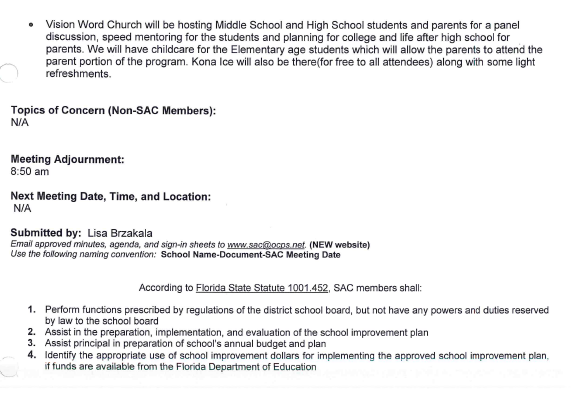 • Vision Word Church will be hosting Middle School and High School students and parents for a panel
discussion, speed mentoring for the students and planning for college and life after high school for
parents. We will have childcare for the Elementary age students which will allow the parents to attend the
parent portion of the program. Kona Ice will also be there(for free to all attendees) along with some light
refreshments.
Topics of Concern (Non-SAC Members):
N/A
Meeting Adjournment:
8:50 am
Next Meeting Date, Time, and Location:
N/A
Submitted by: Lisa Brzakala
Email approved minutes, agenda, and sign-in sheets to www.sac@ocps.net. (NEW website)
Use the following naming convention: School Name-Document-SAC Meeting Date
According to Florida State Statute 1001.452, SAC members shall:
1. Perform functions prescribed by regulations of the district school board, but not have any powers and duties reserved
by law to the school board
2. Assist in the preparation, implementation, and evaluation of the school improvement plan
3. Assist principal in preparation of school's annual budget and plan
4. Identify the appropriate use of school improvement dollars for implementing the approved school improvement plan,
if funds are available from the Florida Department of Education